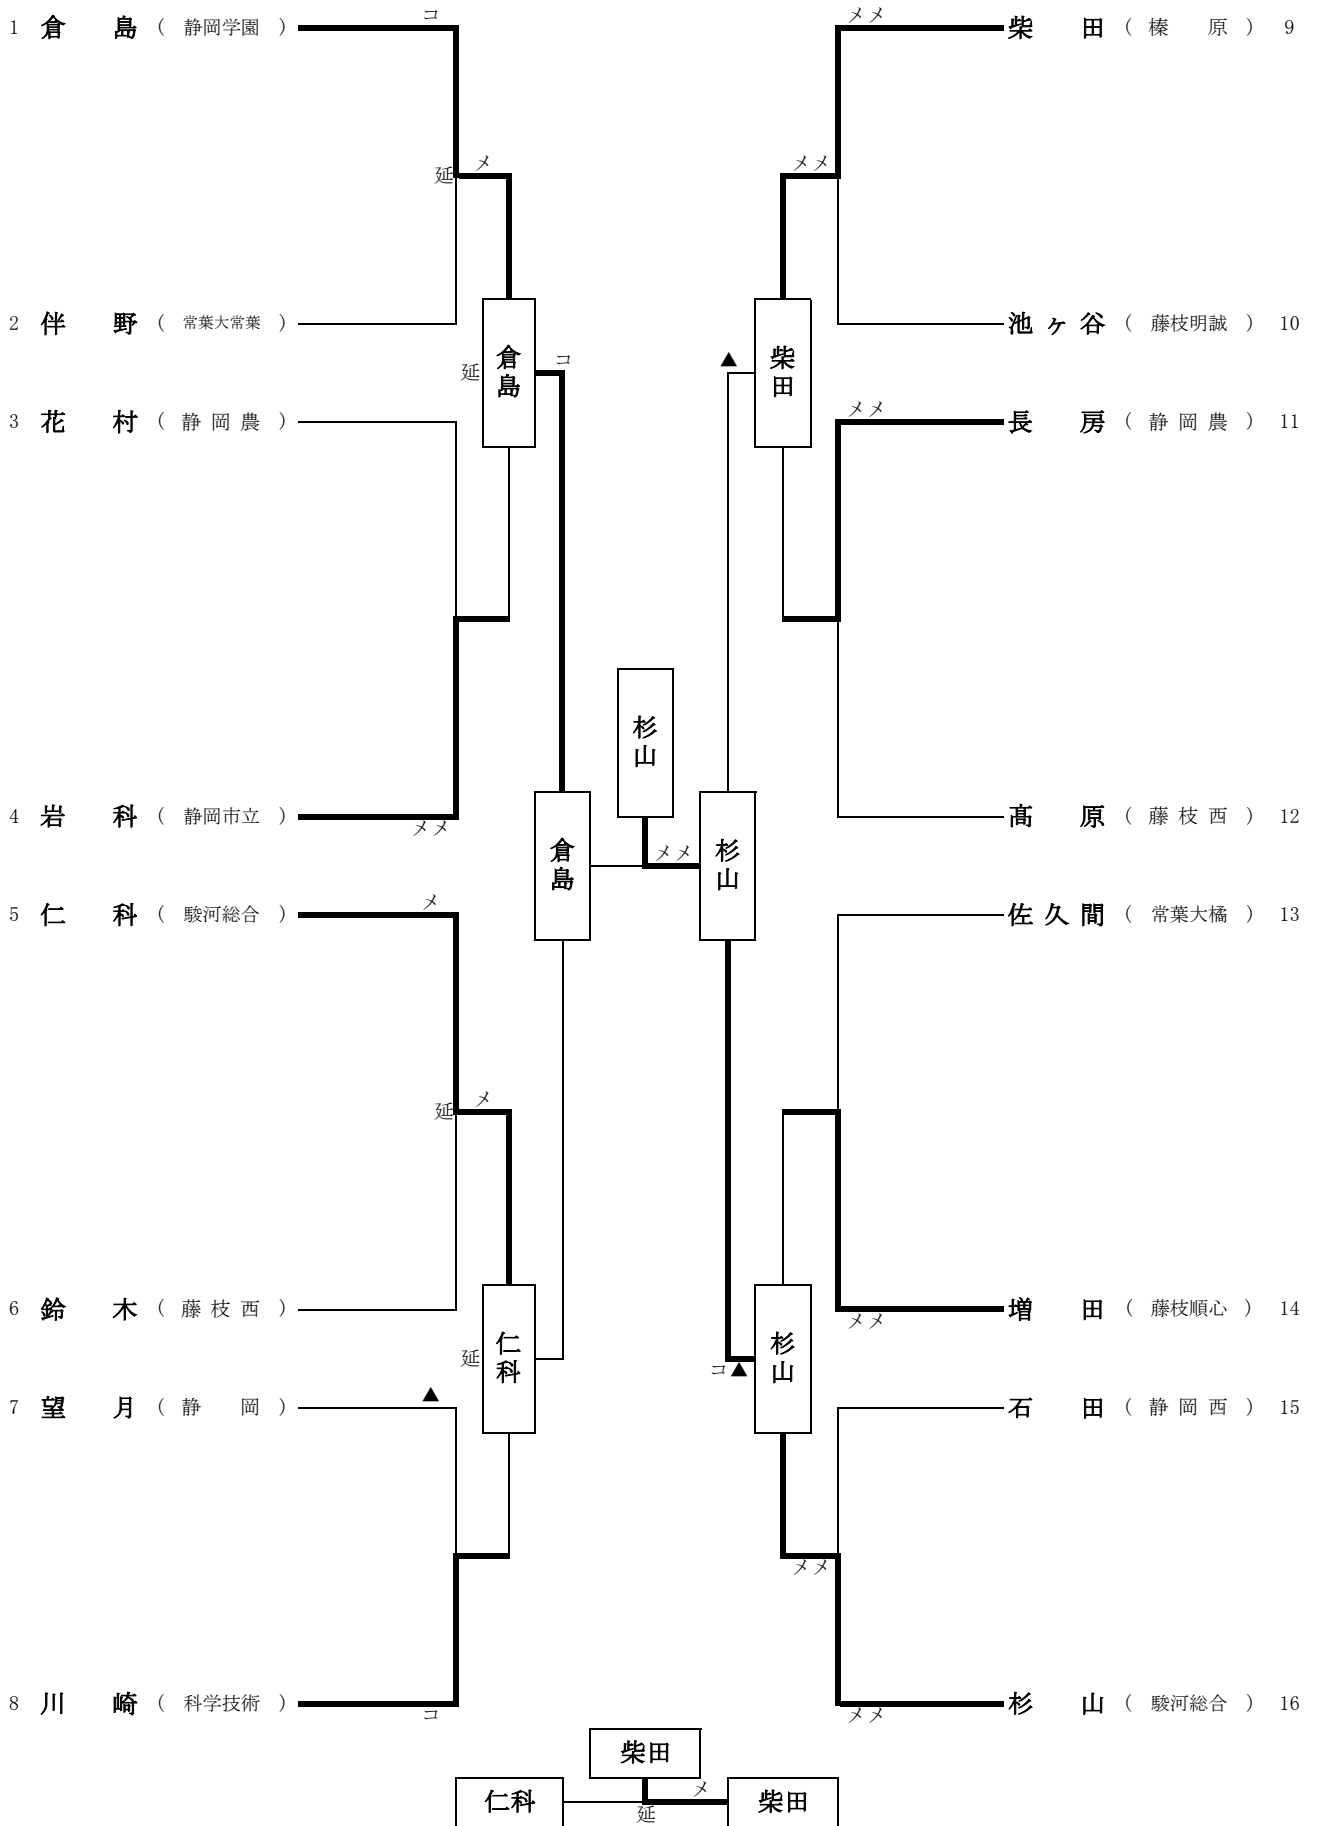 コ
メメ
1 倉島 ( 静岡学園 )
柴田 ( 榛原 ) 9
延 メ
メメ
2 伴野 ( 常葉大常葉 )
池ヶ谷 ( 藤枝明誠 ) 10
延 倉島 コ
▲ 柴田
メメ
3 花村 ( 静岡農 )
長房 ( 静岡農 ) 11
杉山
4 岩科 ( 静岡市立 )
メメ
髙原 ( 藤枝西 ) 12
倉島 メメ 杉山
メ
5 仁科 ( 駿河総合 )
佐久間 ( 常葉大橘 ) 13
延 メ
6 鈴木 ( 藤枝西 )
増田 ( 藤枝順心 ) 14
メメ
延 仁科
コ▲ 杉山
▲
7 望月 ( 静岡 )
石田 ( 静岡西 ) 15
メメ
8 川崎 ( 科学技術 )
コ
杉山 ( 駿河総合 ) 16
メメ
柴田
仁科 延 メ 柴田